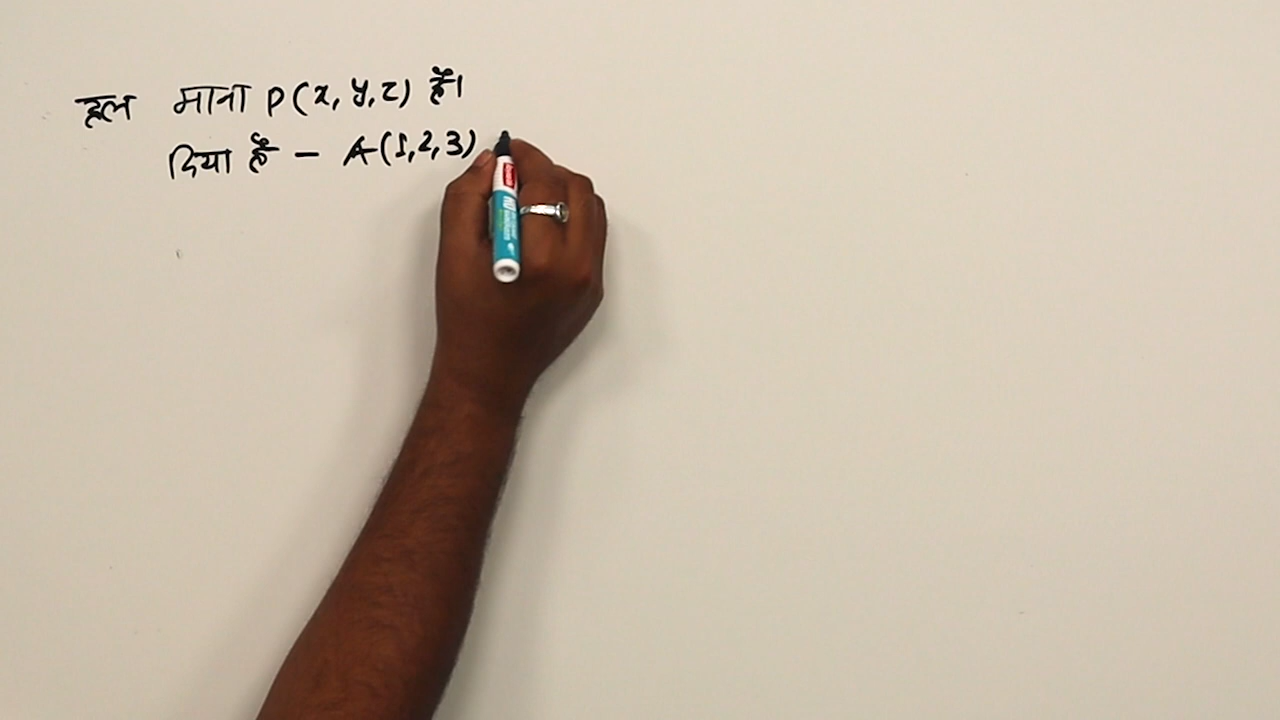 हल माना P(x, y, z) है।
दिया है – A(1,2,3)